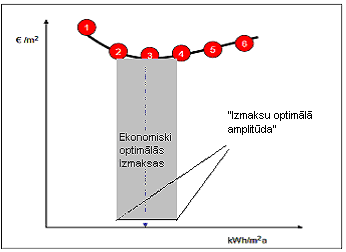 € /m²
1
2
3
4
5
6
Ekonomiski
optimālās
Izmaksas
"Izmaksu optimālā
amplitūda"
kWh/m²a